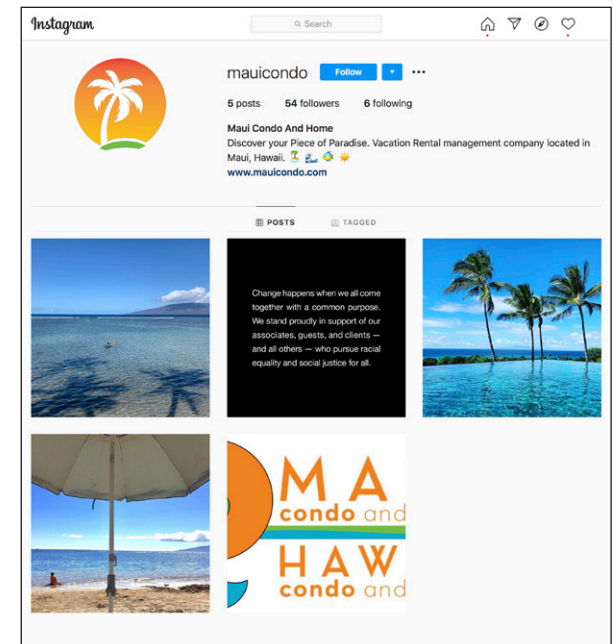 Instagram
Search
mauicondo Follow
5 posts 54 followers 6 following
Maui Condo And Home
Discover your Piece of Paradise. Vacation Rental management company located in
Maui, Hawaii. 🏝️ 🌊 🐠 ☀️
www.mauicondo.com
POSTS TAGGED
Change happens when we all come
together with a common purpose.
We stand proudly in support of our
associates, guests, and clients —
and all others — who pursue racial
equality and social justice for all.
MA
condo and
HAW
condo and